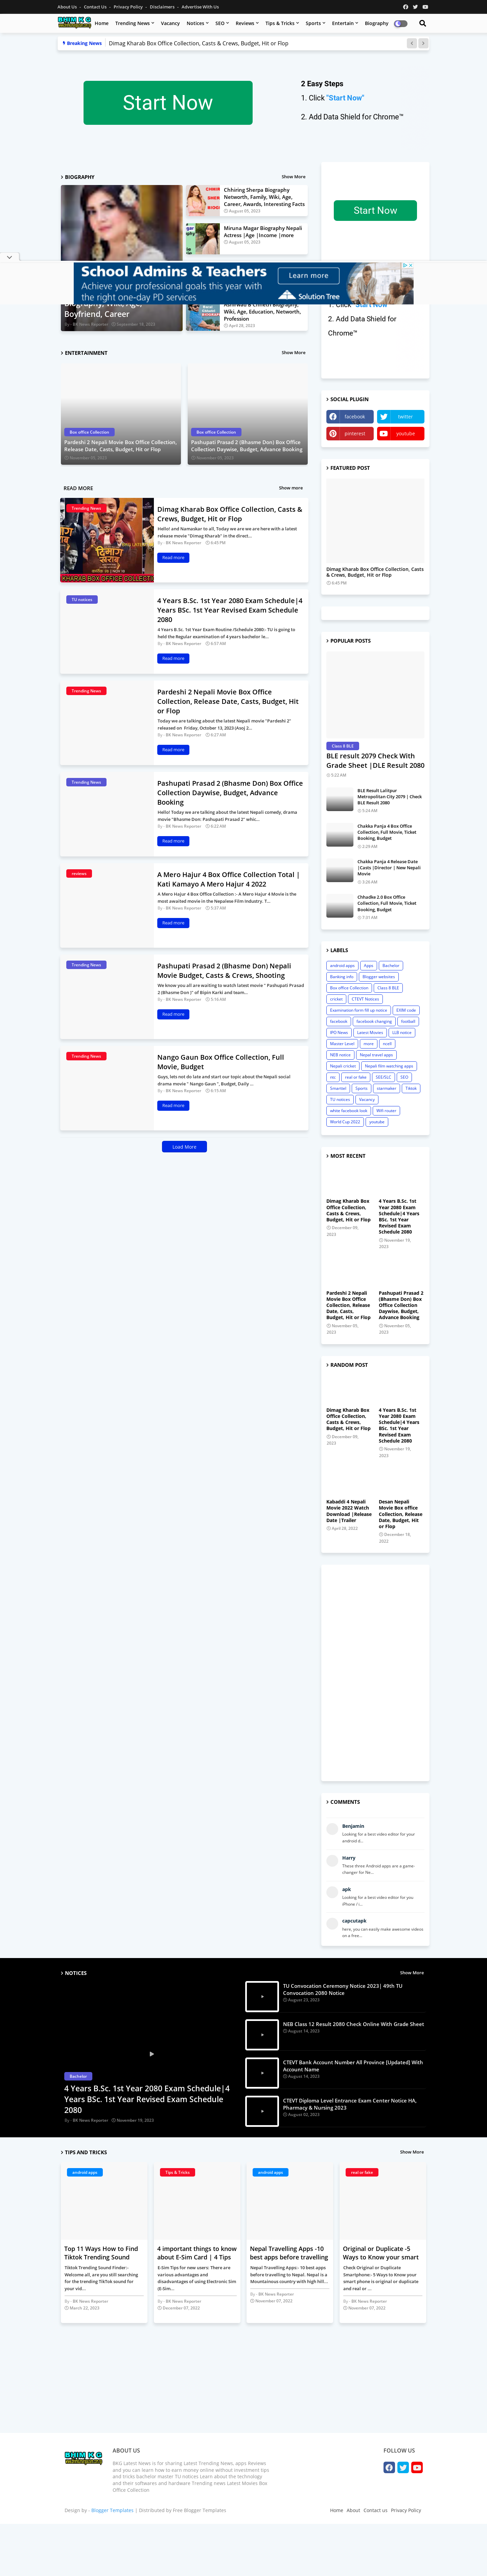 About Us - Contact Us - Privacy Policy - Disclaimers - Advertise With Us
BHIM K G
Home Trending News Vacancy Notices SEO Reviews Tips & Tricks Sports Entertain Biography
Breaking News Dimag Kharab Box Office Collection, Casts & Crews, Budget, Hit or Flop
Start Now
2 Easy Steps
1. Click "Start Now"
2. Add Data Shield for Chrome™
BIOGRAPHY Show More
Chhiring Sherpa Biography Networth, Family, Wiki, Age, Career, Awards, Interesting Facts
August 05, 2023
Miruna Magar Biography Nepali Actress |Age |Income |more
August 05, 2023
Boyfriend, Career
By - BK News Reporter September 18, 2023
Wiki, Age, Education, Networth, Profession
April 28, 2023
School Admins & Teachers
experience one-of-a-kind, world-class, real-world PD services
Learn more
Solution Tree
Start Now
1. Click "Start Now"
2. Add Data Shield for Chrome™
ENTERTAINMENT Show More
Box office Collection
Pardeshi 2 Nepali Movie Box Office Collection, Release Date, Casts, Budget, Hit or Flop
November 05, 2023
Box office Collection
Pashupati Prasad 2 (Bhasme Don) Box Office Collection Daywise, Budget, Advance Booking
November 05, 2023
SOCIAL PLUGIN
facebook
twitter
pinterest
youtube
FEATURED POST
Dimag Kharab Box Office Collection, Casts & Crews, Budget, Hit or Flop
6:45 PM
READ MORE Show more
Trending News
KHARAB BOX OFFICE COLLECTION
Dimag Kharab Box Office Collection, Casts & Crews, Budget, Hit or Flop
Hello! and Namaskar to all, Today we are we are here with a latest release movie "Dimag Kharab" in the direct…
By - BK News Reporter 6:45 PM
Read more
TU notices
4 Years B.Sc. 1st Year 2080 Exam Schedule|4 Years BSc. 1st Year Revised Exam Schedule 2080
4 Years B.Sc. 1st Year Exam Routine /Schedule 2080:- TU is going to held the Regular examination of 4 years bachelor le…
By - BK News Reporter 4:57 AM
Read more
Trending News
Pardeshi 2 Nepali Movie Box Office Collection, Release Date, Casts, Budget, Hit or Flop
Today we are talking about the latest Nepali movie "Pardeshi 2" released on Friday, October 13, 2023 (Asoj 2…
By - BK News Reporter 6:27 AM
Read more
Trending News
Pashupati Prasad 2 (Bhasme Don) Box Office Collection Daywise, Budget, Advance Booking
Hello! Today we are talking about the latest Nepali comedy, drama movie "Bhasme Don: Pashupati Prasad 2" whic…
By - BK News Reporter 6:22 AM
Read more
reviews
A Mero Hajur 4 Box Office Collection Total | Kati Kamayo A Mero Hajur 4 2022
A Mero Hajur 4 Box Office Collection :- A Mero Hajur 4 Movie is the most awaited movie in the Nepalese Film Industry. T…
By - BK News Reporter 5:37 AM
Read more
Trending News
Pashupati Prasad 2 (Bhasme Don) Nepali Movie Budget, Casts & Crews, Shooting
We know you all are waiting to watch latest movie " Pashupati Prasad 2 (Bhasme Don )" of Bipin Karki and team…
By - BK News Reporter 5:16 AM
Read more
Trending News
Nango Gaun Box Office Collection, Full Movie, Budget
Guys, lets not do late and start our topic about the Nepali social drama movie " Nango Gaun ", Budget, Daily …
By - BK News Reporter 6:15 AM
Read more
Load More
POPULAR POSTS
Class 8 BLE
BLE result 2079 Check With Grade Sheet |DLE Result 2080
5:22 AM
BLE Result Lalitpur Metropolitan City 2079 | Check BLE Result 2080
5:24 AM
Chakka Panja 4 Box Office Collection, Full Movie, Ticket Booking, Budget
3:24 AM
Chakka Panja 4 Release Date |Casts |Director | New Nepali Movie
3:26 AM
Chhadke 2.0 Box Office Collection, Full Movie, Ticket Booking, Budget
7:31 AM
LABELS
android apps Apps Bachelor
Banking info Blogger websites
Box office Collection Class 8 BLE
cricket CTEVT Notices
Examination form fill up notice EXIM code
facebook facebook changing football
IPO News Latest Movies LLB notice
Master Level movie
NEB notice Nepal travel apps
Nepali cricket Nepali film watching apps
real or fake SEE/SLC SEO
Smarttel Sports starmaker Tiktok
TU notices Vacancy
white facebook look Wifi router
World Cup 2022 youtube
MOST RECENT
Dimag Kharab Box Office Collection, Casts & Crews, Budget, Hit or Flop
December 09, 2023
4 Years B.Sc. 1st Year 2080 Exam Schedule|4 Years BSc. 1st Year Revised Exam Schedule 2080
November 19, 2023
Pardeshi 2 Nepali Movie Box Office Collection, Release Date, Casts, Budget, Hit or Flop
November 05, 2023
Pashupati Prasad 2 (Bhasme Don) Box Office Collection Daywise, Budget, Advance Booking
November 05, 2023
RANDOM POST
Dimag Kharab Box Office Collection, Casts & Crews, Budget, Hit or Flop
December 09, 2023
4 Years B.Sc. 1st Year 2080 Exam Schedule|4 Years BSc. 1st Year Revised Exam Schedule 2080
November 19, 2023
Kabaddi 4 Nepali Movie 2022 Watch Download |Release Date |Trailer
April 28, 2022
Desan Nepali Movie Box office Collection, Release Date, Budget, Hit or Flop
December 18, 2022
COMMENTS
Benjamin
Looking for a best video editor for your android d…
Harry
These three Android apps are a game-changer for Ne…
apk
Looking for a best video editor for you iPhone / i…
capcutapk
here, you can easily make awesome videos on a free…
NOTICES Show More
Bachelor
4 Years B.Sc. 1st Year 2080 Exam Schedule|4 Years BSc. 1st Year Revised Exam Schedule 2080
By - BK News Reporter November 19, 2023
TU Convocation Ceremony Notice 2023| 49th TU Convocation 2080 Notice
August 23, 2023
NEB Class 12 Result 2080 Check Online With Grade Sheet
August 14, 2023
CTEVT Bank Account Number All Province [Updated] With Account Name
August 14, 2023
CTEVT Diploma Level Entrance Exam Center Notice HA, Pharmacy & Nursing 2023
August 02, 2023
TIPS AND TRICKS Show More
android apps
Top 11 Ways How to Find Tiktok Trending Sound
Tiktok Trending Sound Finder:- Welcome all, are you still searching for the trending TikTok sound for your vid…
By - BK News Reporter
March 22, 2023
Tips & Tricks
4 important things to know about E-Sim Card | 4 Tips
E-Sim Tips for new users: There are various advantages and disadvantages of using Electronic Sim (E-Sim…
By - BK News Reporter
December 07, 2022
android apps
Nepal Travelling Apps -10 best apps before travelling
Nepal Travelling Apps:- 10 best apps before traveling to Nepal. Nepal is a Mountainous country with high hill…
By - BK News Reporter
November 07, 2022
real or fake
Original or Duplicate -5 Ways to Know your smart
Check Original or Duplicate Smartphone:- 5 Ways to Know your smart phone is original or duplicate and real or …
By - BK News Reporter
November 07, 2022
BHIM K G
ABOUT US
BKG Latest News is for sharing Latest Trending News, apps Reviews and you can learn how to earn money online without investment tips and tricks bachelor master TU notices Learn about the technology and their softwares and hardware Trending news Latest Movies Box Office Collection
FOLLOW US
Design by - Blogger Templates | Distributed by Free Blogger Templates
Home About Contact us Privacy Policy